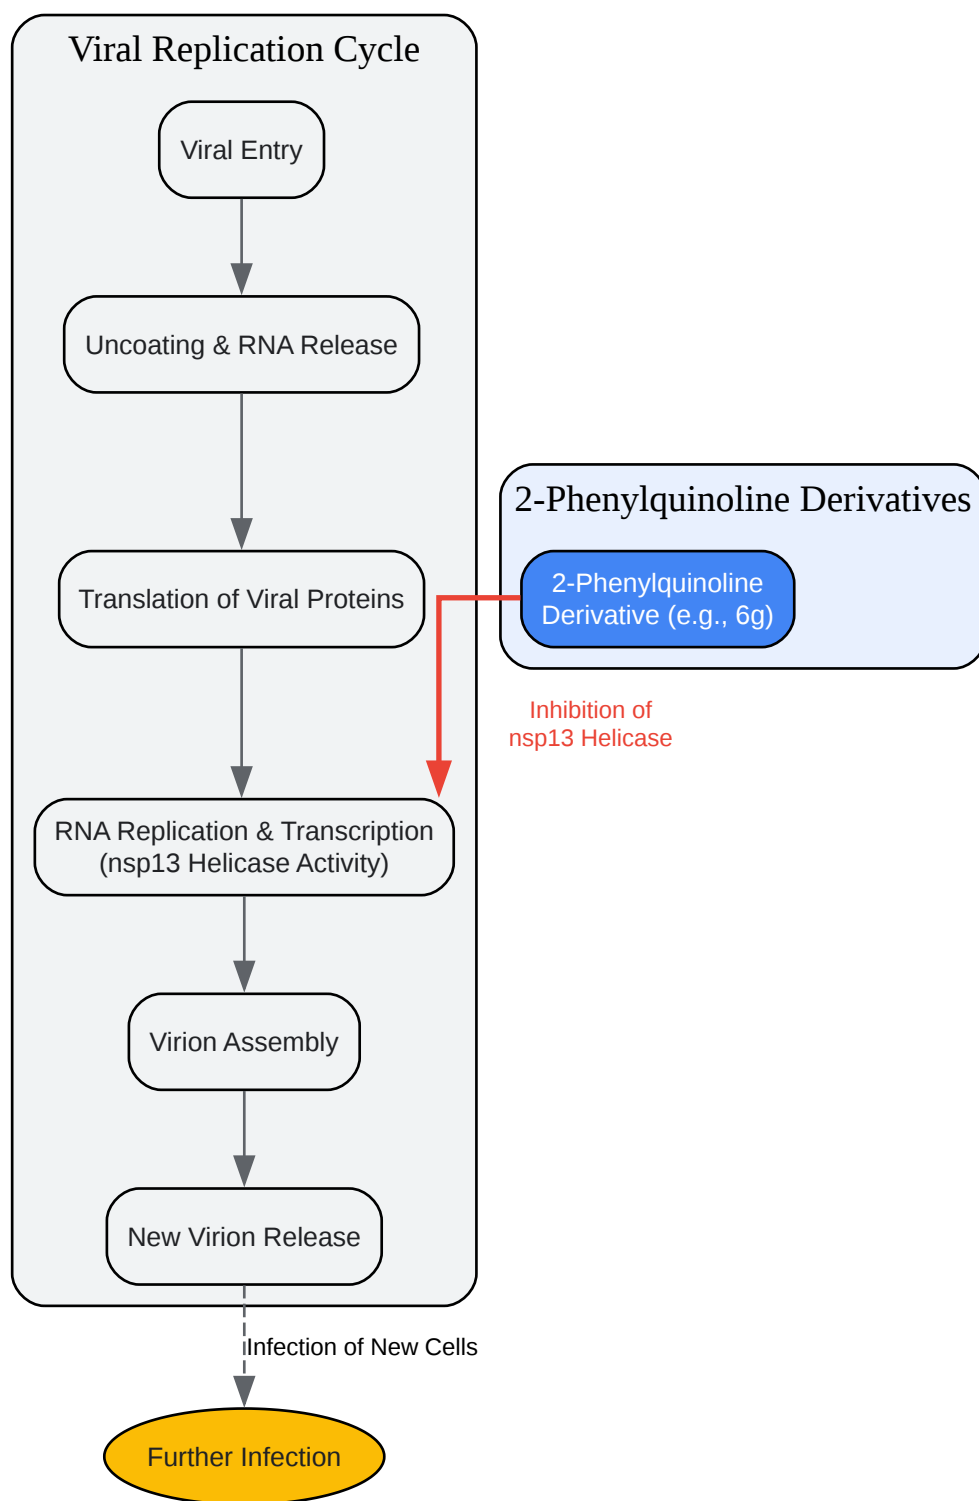 Viral Replication Cycle
Viral Entry
Uncoating & RNA Release
2-Phenylquinoline Derivatives
Translation of Viral Proteins
2-Phenylquinoline
Derivative (e.g., 6g)
Inhibition of
nsp13 Helicase
RNA Replication & Transcription
(nsp13 Helicase Activity)
Virion Assembly
New Virion Release
Infection of New Cells
Further Infection